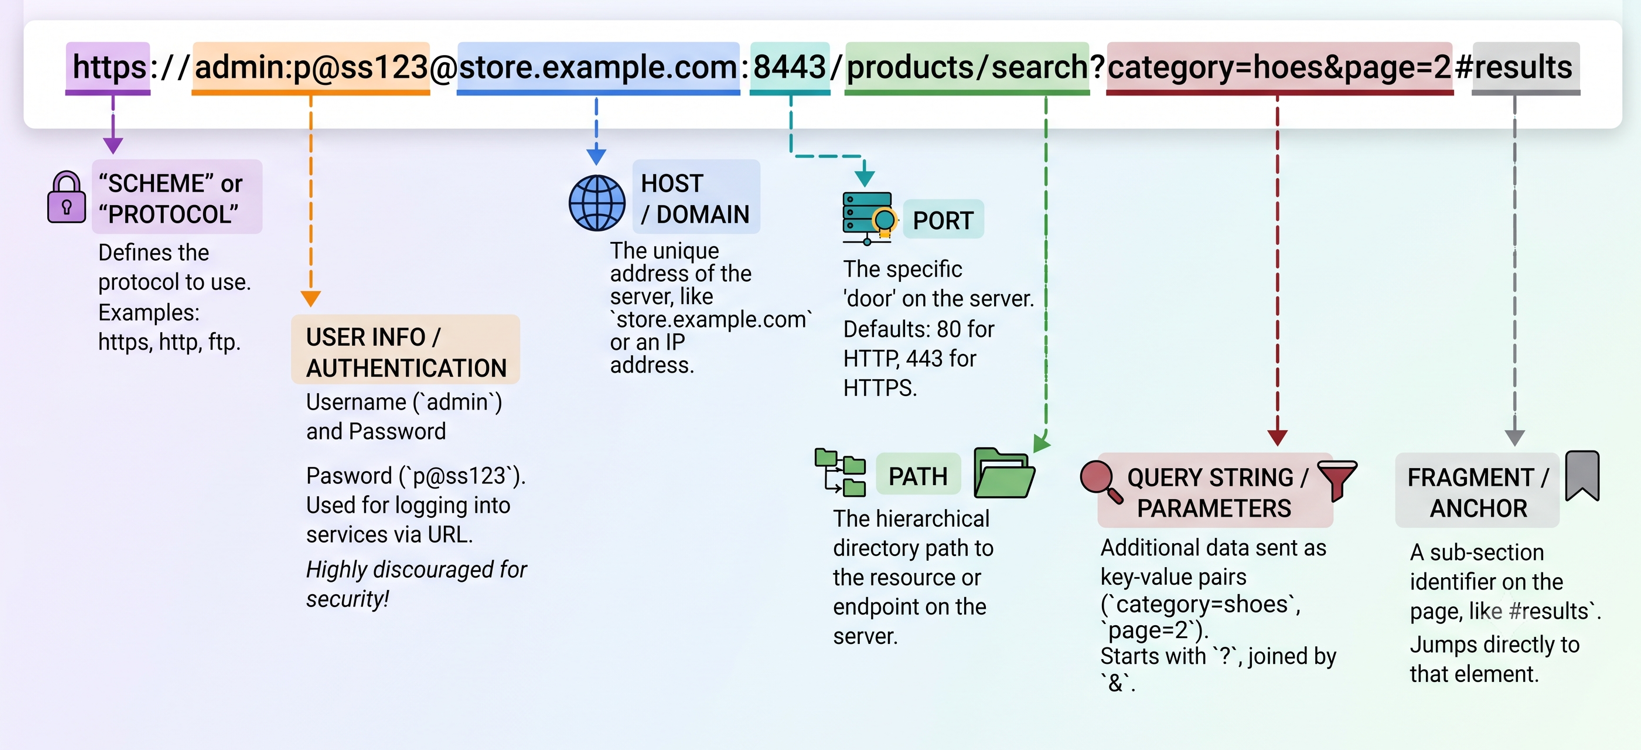 https://admin:p@ss123@store.example.com:8443/products/search?category=hoes&page=2#results
“SCHEME” or
“PROTOCOL”
Defines the
protocol to use.
Examples:
https, http, ftp.
USER INFO /
AUTHENTICATION
Username (`admin`)
and Password
Pasword (`p@ss123`).
Used for logging into
services via URL.
Highly discouraged for
security!
HOST
/ DOMAIN
The unique
address of the
server, like
`store.example.com`
or an IP
address.
PORT
The specific
'door' on the server.
Defaults: 80 for
HTTP, 443 for
HTTPS.
PATH
The hierarchical
directory path to
the resource or
endpoint on the
server.
QUERY STRING /
PARAMETERS
Additional data sent as
key-value pairs
(`category=shoes`,
`page=2`).
Starts with `?`, joined by
`&`.
FRAGMENT /
ANCHOR
A sub-section
identifier on the
page, like #results`.
Jumps directly to
that element.